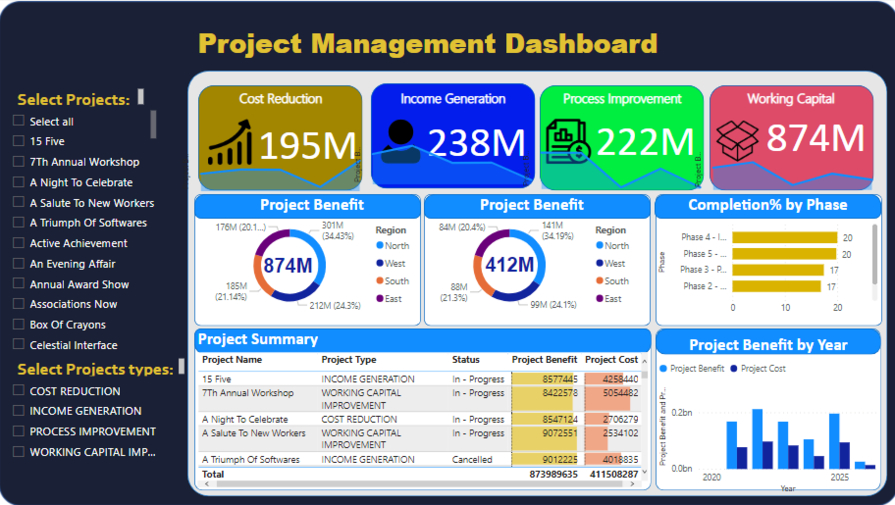 Project Management Dashboard
Select Projects:
Select all
15 Five
7Th Annual Workshop
A Night To Celebrate
A Salute To New Workers
A Triumph Of Softwares
Active Achievement
An Evening Affair
Annual Award Show
Associations Now
Box Of Crayons
Celestial Interface
Select Projects types:
COST REDUCTION
INCOME GENERATION
PROCESS IMPROVEMENT
WORKING CAPITAL IMP...
Cost Reduction
195M
Income Generation
238M
Process Improvement
222M
Working Capital
874M
Project Benefit
176M (20.1...)
301M
(34.43%)
874M
185M
(21.14%)
212M (24.3%)
Region
North
West
South
East
Project Benefit
84M (20.4%)
141M
(34.19%)
412M
88M
(21.3%)
99M (24.1%)
Region
North
West
South
East
Completion% by Phase
Phase
Phase 4 - I... 20
Phase 5 - ... 20
Phase 3 - P... 17
Phase 2 - ... 17
0 10 20
Project Summary
Project Name Project Type Status Project Benefit Project Cost
15 Five INCOME GENERATION In - Progress 8577445 4258440
7Th Annual Workshop WORKING CAPITAL In - Progress 8422578 5054482
IMPROVEMENT
A Night To Celebrate COST REDUCTION In - Progress 8547124 2706279
A Salute To New Workers WORKING CAPITAL In - Progress 9072551 2534102
IMPROVEMENT
A Triumph Of Softwares INCOME GENERATION Cancelled 9012225 4018835
Total 873989635 411508287
Project Benefit by Year
Project Benefit Project Cost
Project Benefit and Pr...
0.2bn
0.0bn
2020 2025
Year